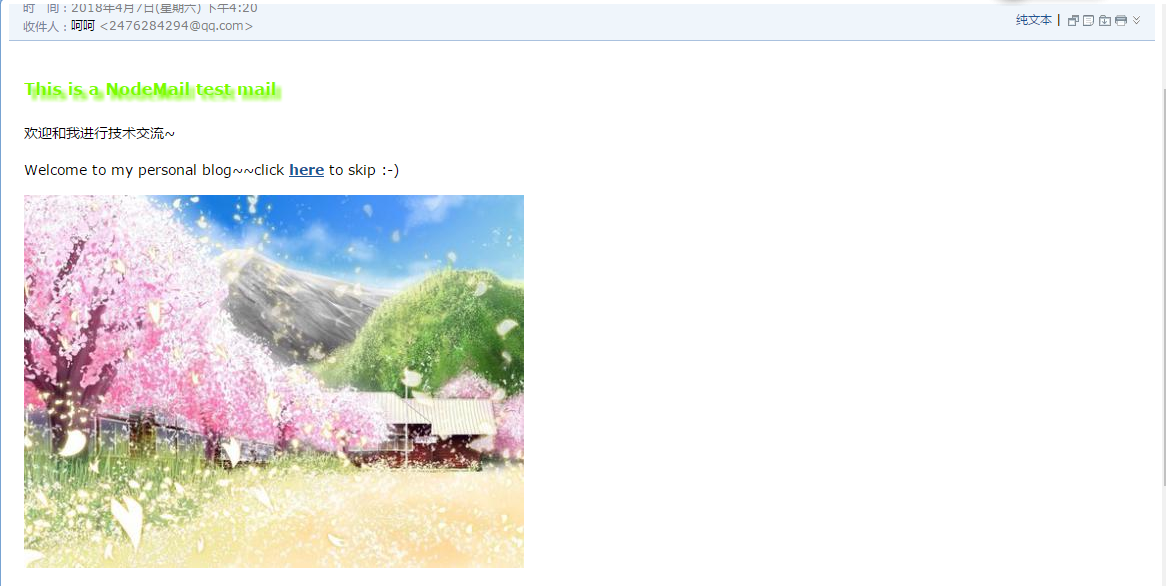 时 间：2018年4月7日(星期六) 下午4:20
收件人：呵呵 <2476284294@qq.com>
纯文本 |
This is a NodeMail test mail
欢迎和我进行技术交流~
Welcome to my personal blog~~click here to skip :-)